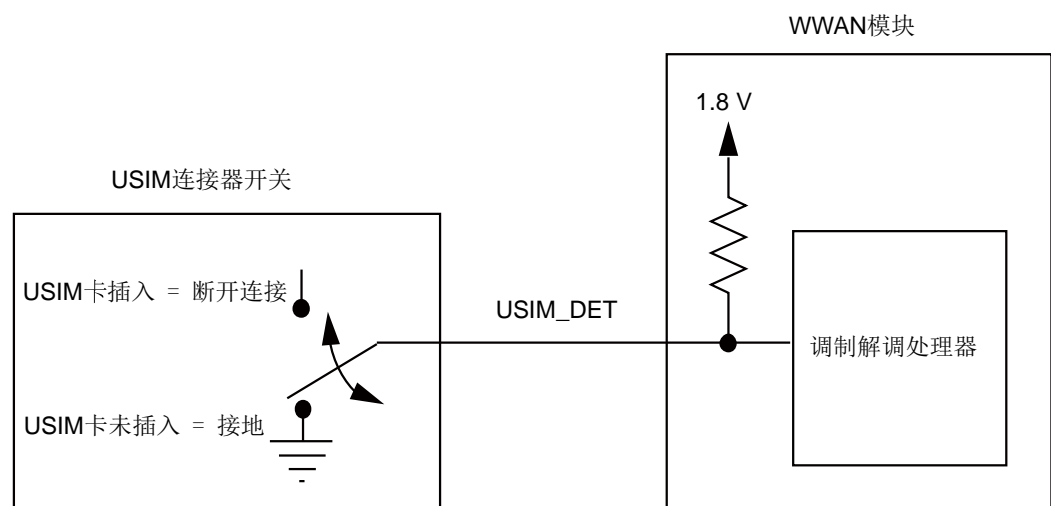 WWAN模块
1.8 V
USIM连接器开关
USIM卡插入 = 断开连接
USIM_DET
调制解调处理器
USIM卡未插入 = 接地